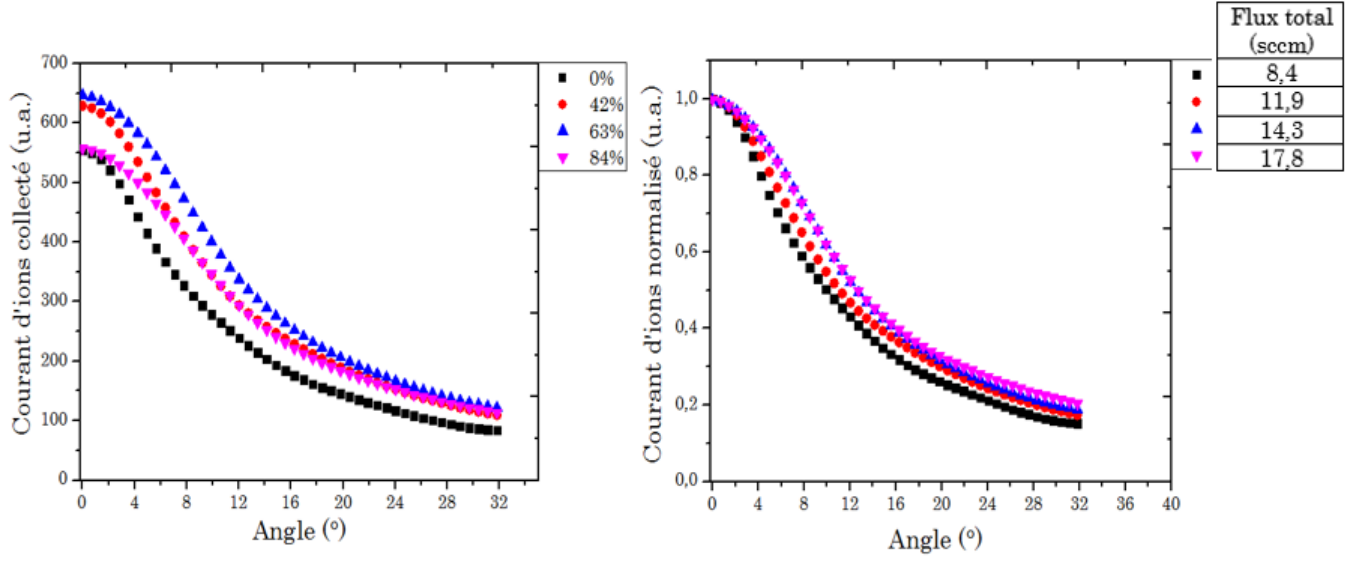 Courant d'ions collecté (u.a.)
700
600
500
400
300
200
100
0
0 4 8 12 16 20 24 28 32
Angle (°)
0%
42%
63%
84%
Courant d'ions normalisé (u.a.)
1,0
0,8
0,6
0,4
0,2
0,0
0 4 8 12 16 20 24 28 32 36 40
Angle (°)
Flux total
(sccm)
8,4
11,9
14,3
17,8